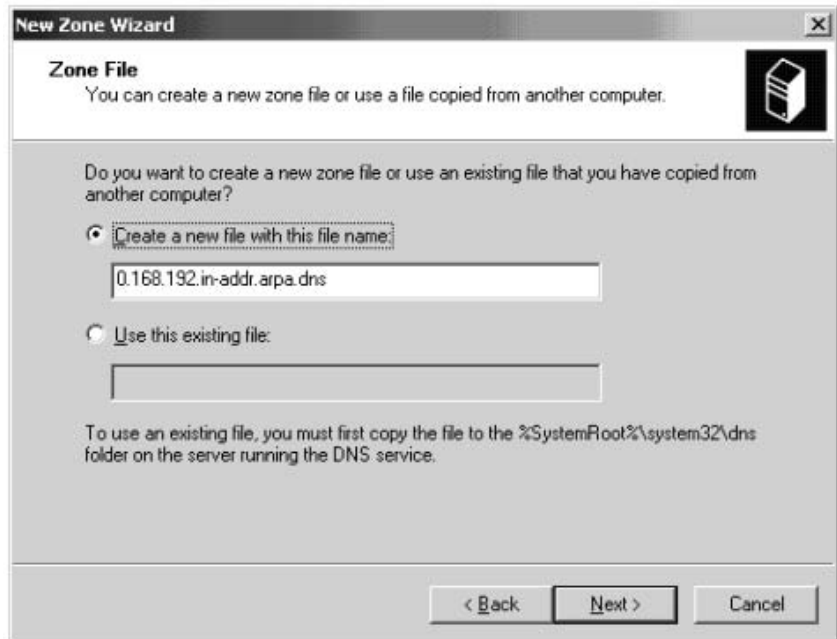 New Zone Wizard
Zone File
You can create a new zone file or use a file copied from another computer.
Do you want to create a new zone file or use an existing file that you have copied from
another computer?
Create a new file with this file name:
0.168.192.in-addr.arpa.dns
Use this existing file:
To use an existing file, you must first copy the file to the %SystemRoot%\system32\dns
folder on the server running the DNS service.
< Back Next > Cancel